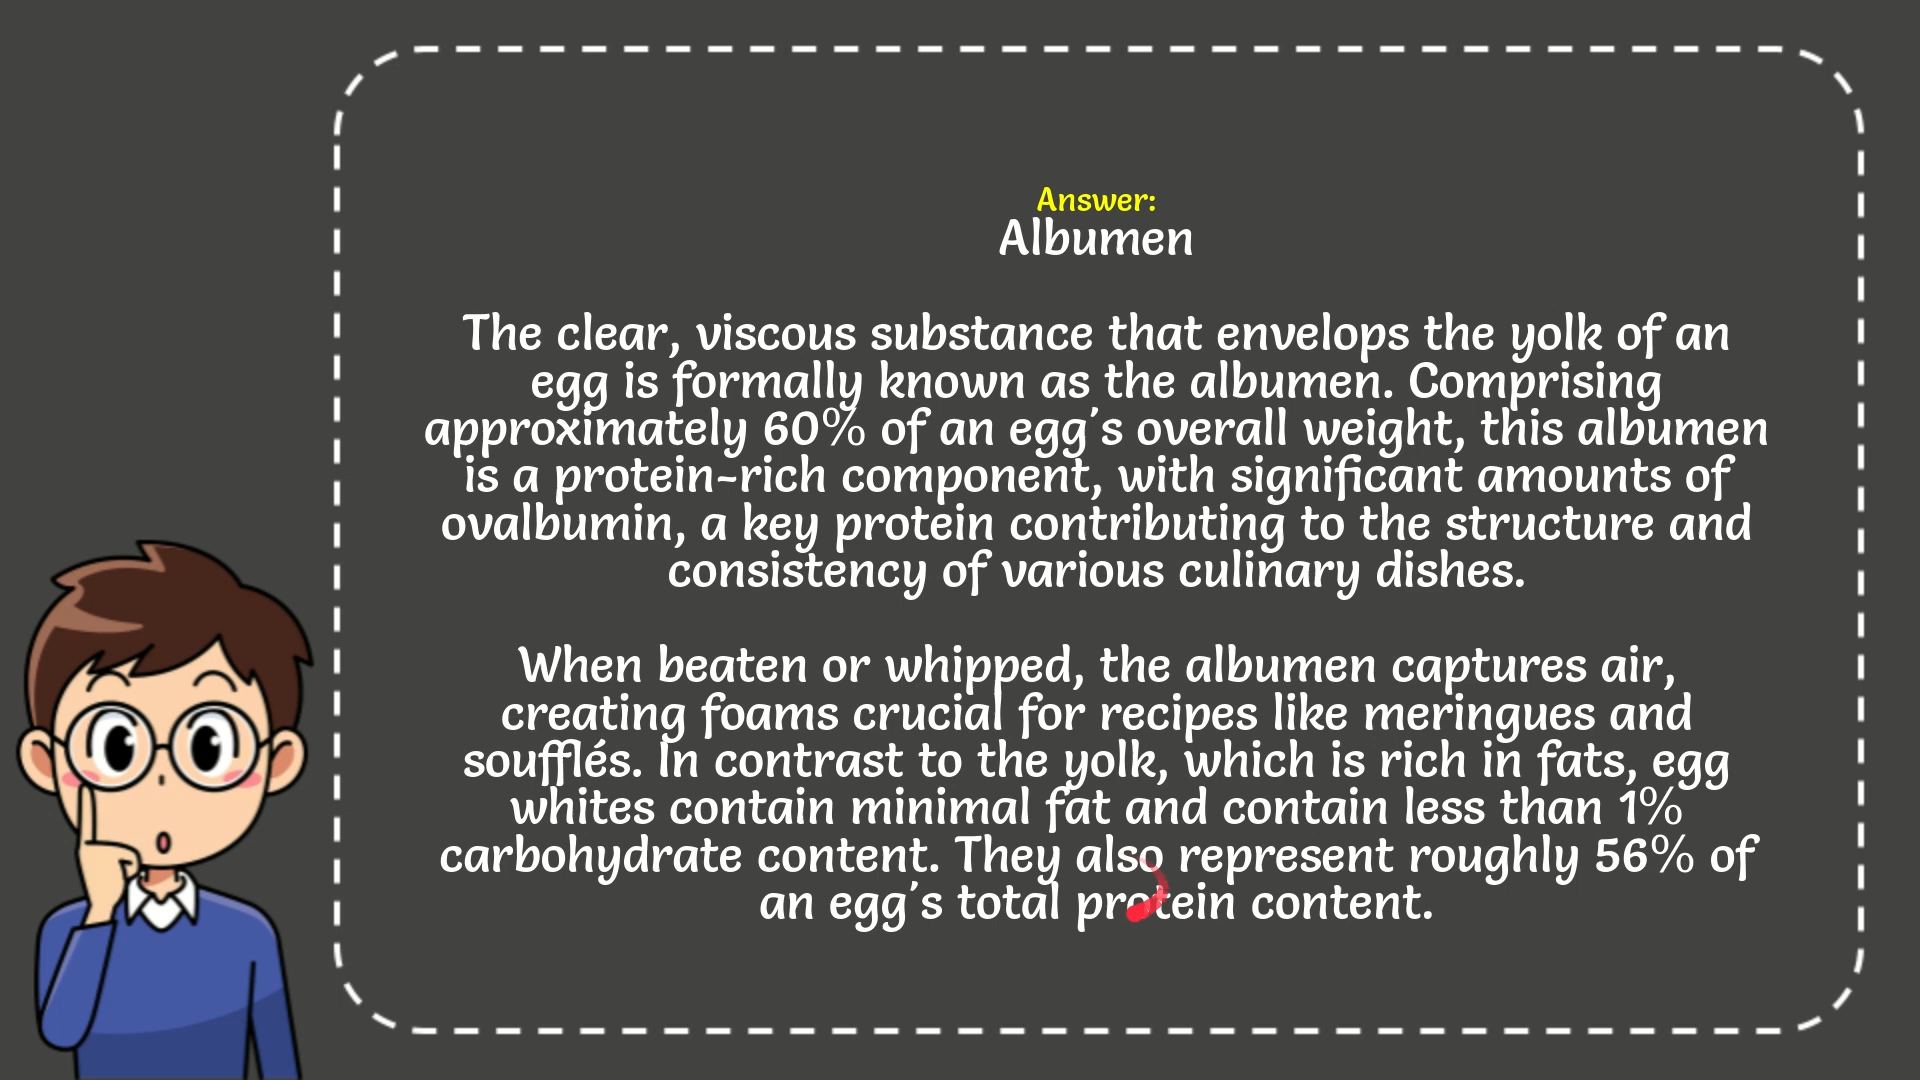 Answer:
Albumen
The clear, viscous substance that envelops the yolk of an
egg is formally known as the albumen. Comprising
approximately 60% of an egg's overall weight, this albumen
is a protein-rich component, with significant amounts of
ovalbumin, a key protein contributing to the structure and
consistency of various culinary dishes.
When beaten or whipped, the albumen captures air,
creating foams crucial for recipes like meringues and
soufflés. In contrast to the yolk, which is rich in fats, egg
whites contain minimal fat and contain less than 1%
carbohydrate content. They also represent roughly 56% of
an egg's total protein content.